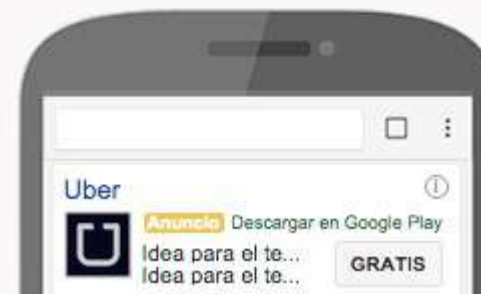 Uber
Anuncio Descargar en Google Play
Idea para el te...
Idea para el te...
GRATIS